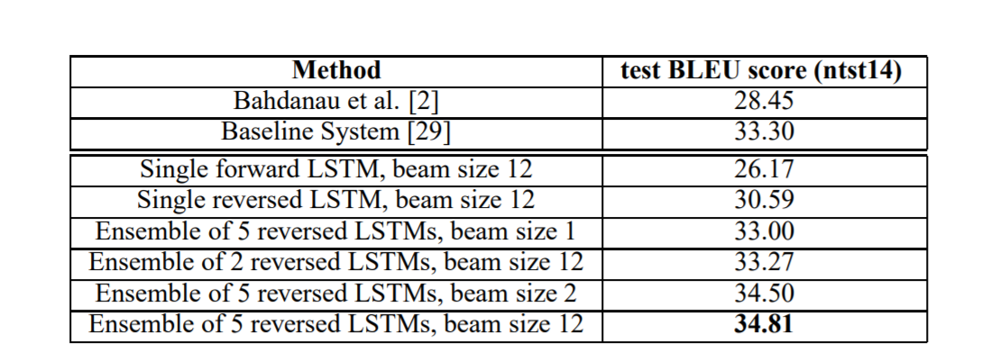 Method test BLEU score (ntst14)
Bahdanau et al. [2] 28.45
Baseline System [29] 33.30
Single forward LSTM, beam size 12 26.17
Single reversed LSTM, beam size 12 30.59
Ensemble of 5 reversed LSTMs, beam size 1 33.00
Ensemble of 2 reversed LSTMs, beam size 12 33.27
Ensemble of 5 reversed LSTMs, beam size 2 34.50
Ensemble of 5 reversed LSTMs, beam size 12 34.81